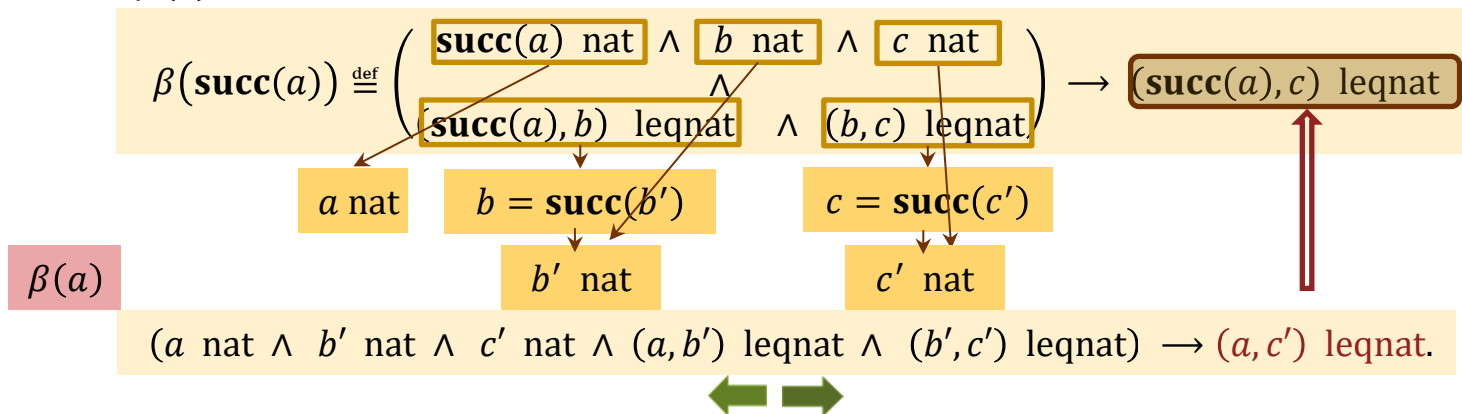 succ(a) nat ∧ b nat ∧ c nat
β(succ(a)) ≝ ( ∧ ) ⟶ (succ(a), c) leqnat
(succ(a), b) leqnat ∧ (b, c) leqnat
a nat b = succ(b′) c = succ(c′)
β(a) b′ nat c′ nat
(a nat ∧ b′ nat ∧ c′ nat ∧ (a, b′) leqnat ∧ (b′, c′) leqnat) ⟶ (a, c′) leqnat.